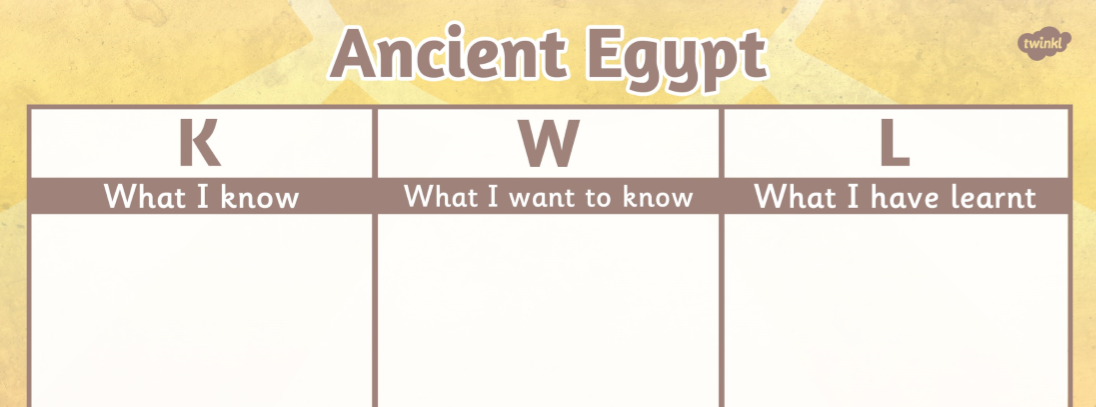 Ancient Egypt
twinkl
K
W
L
What I know
What I want to know
What I have learnt